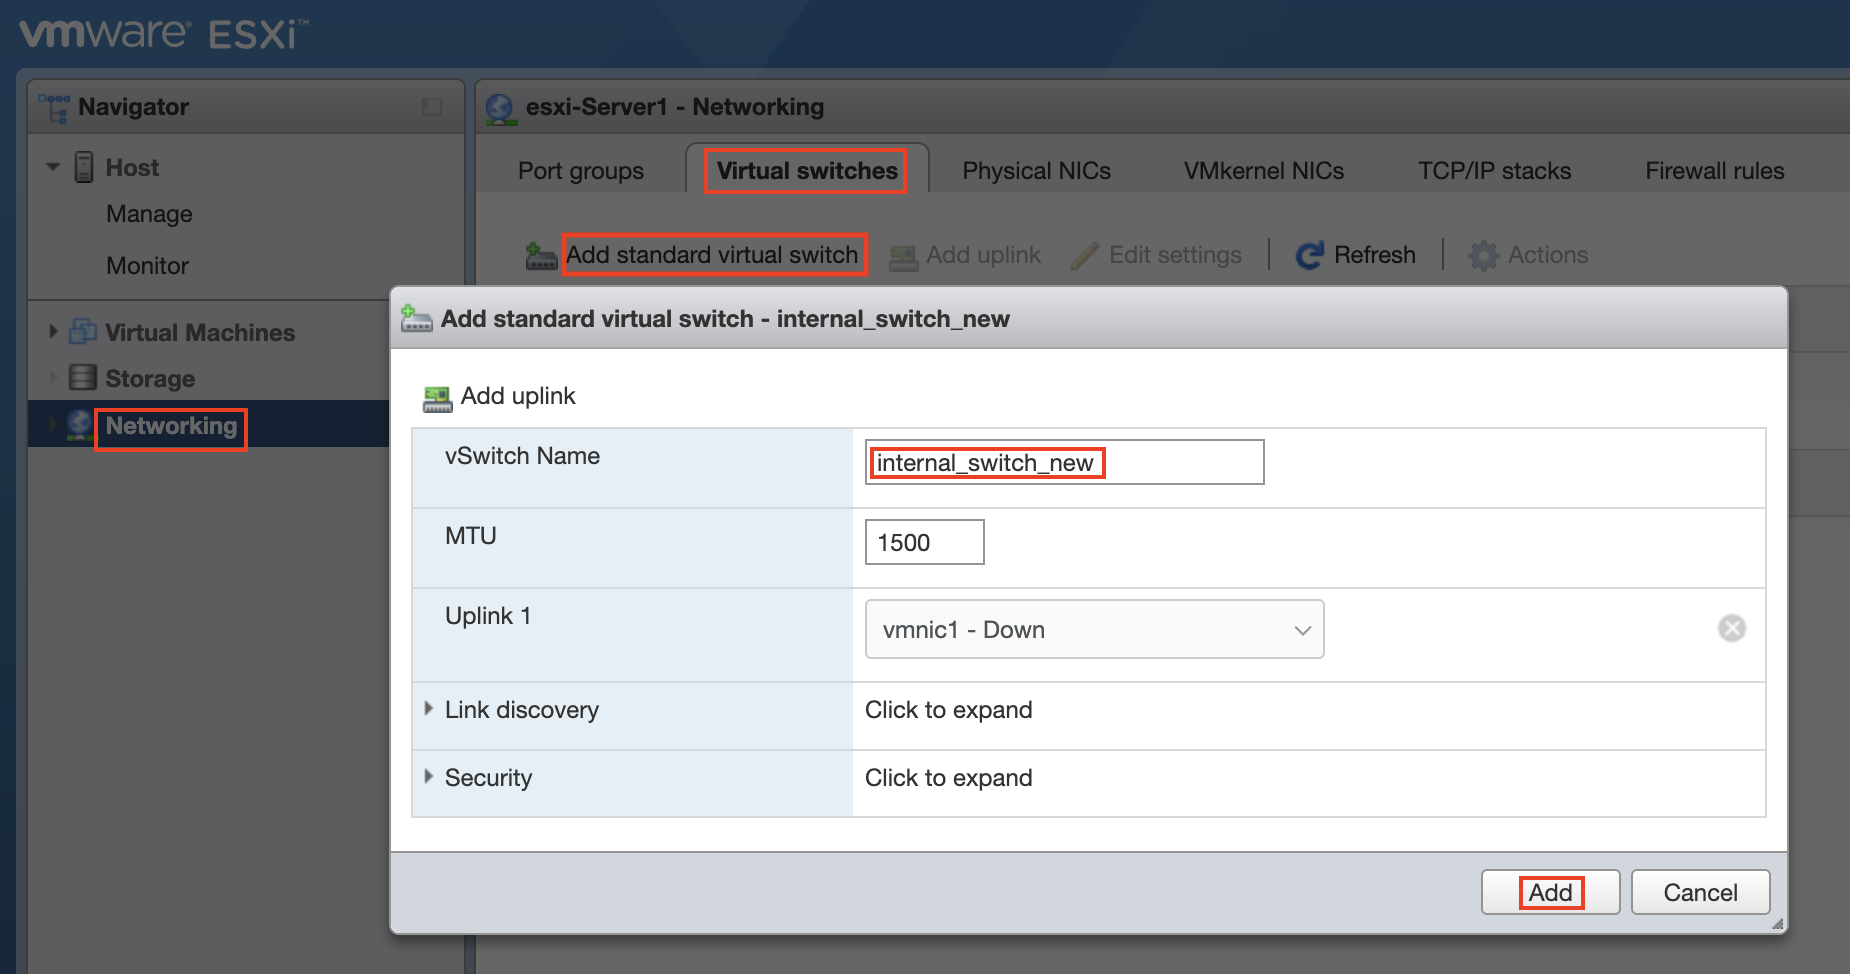 vmware® ESXi™
Navigator
Host
Manage
Monitor
Virtual Machines
Storage
Networking
esxi-Server1 - Networking
Port groups Virtual switches Physical NICs VMkernel NICs TCP/IP stacks Firewall rules
Add standard virtual switch Add uplink Edit settings Refresh Actions
Add standard virtual switch - internal_switch_new
Add uplink
vSwitch Name internal_switch_new
MTU 1500
Uplink 1 vmnic1 - Down
Link discovery Click to expand
Security Click to expand
Add Cancel